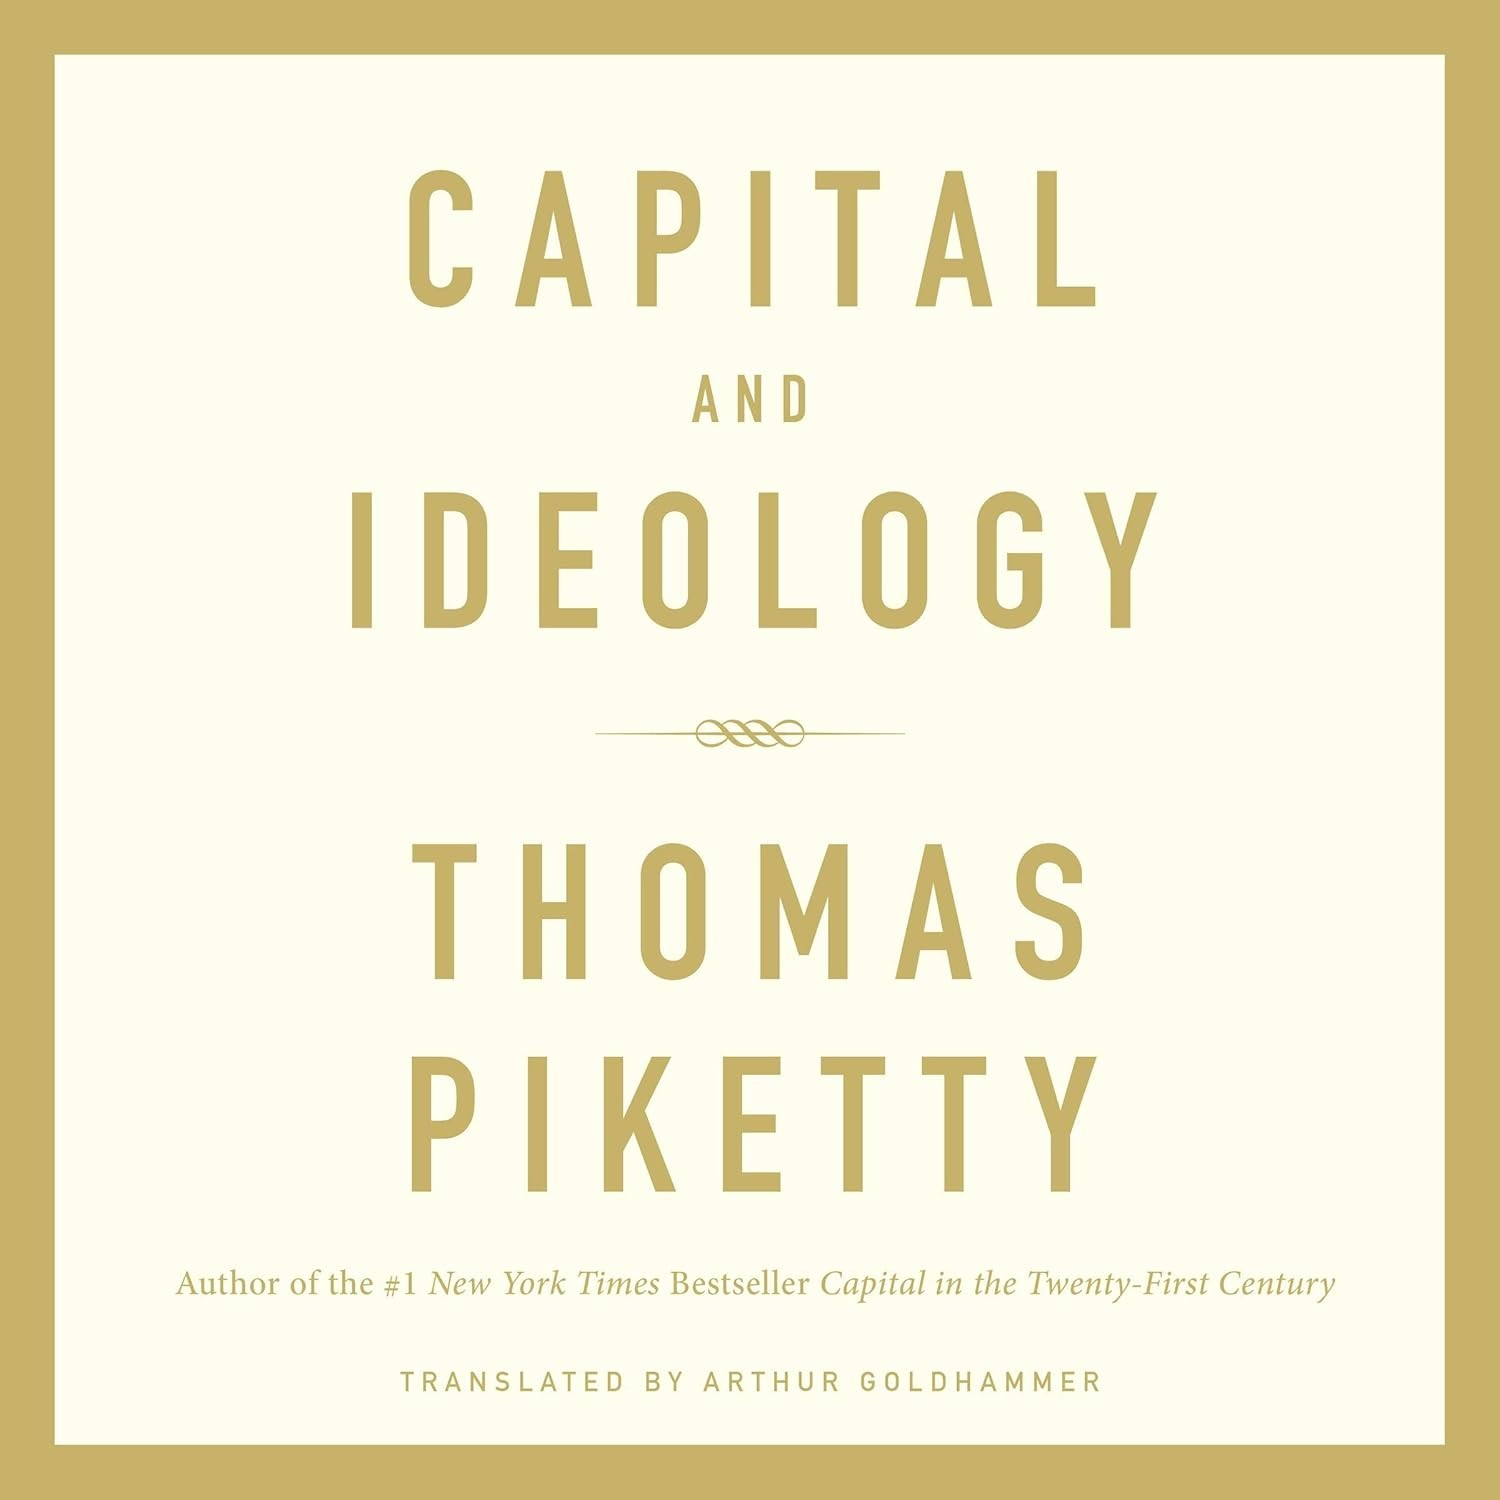 CAPITAL
AND
IDEOLOGY
THOMAS
PIKETTY
Author of the #1 New York Times Bestseller Capital in the Twenty-First Century
TRANSLATED BY ARTHUR GOLDHAMMER